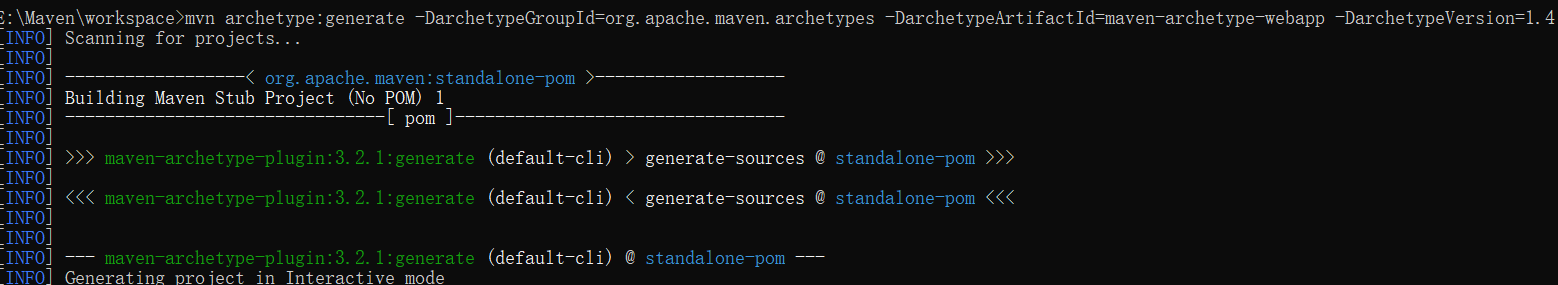 E:\Maven\workspace>mvn archetype:generate -DarchetypeGroupId=org.apache.maven.archetypes -DarchetypeArtifactId=maven-archetype-webapp -DarchetypeVersion=1.4
[INFO] Scanning for projects...
[INFO]
[INFO] ------------------< org.apache.maven:standalone-pom >-------------------
[INFO] Building Maven Stub Project (No POM) 1
[INFO] --------------------------------[ pom ]---------------------------------
[INFO]
[INFO] >>> maven-archetype-plugin:3.2.1:generate (default-cli) > generate-sources @ standalone-pom >>>
[INFO]
[INFO] <<< maven-archetype-plugin:3.2.1:generate (default-cli) < generate-sources @ standalone-pom <<<
[INFO]
[INFO]
[INFO] --- maven-archetype-plugin:3.2.1:generate (default-cli) @ standalone-pom ---
[INFO] Generating project in Interactive mode